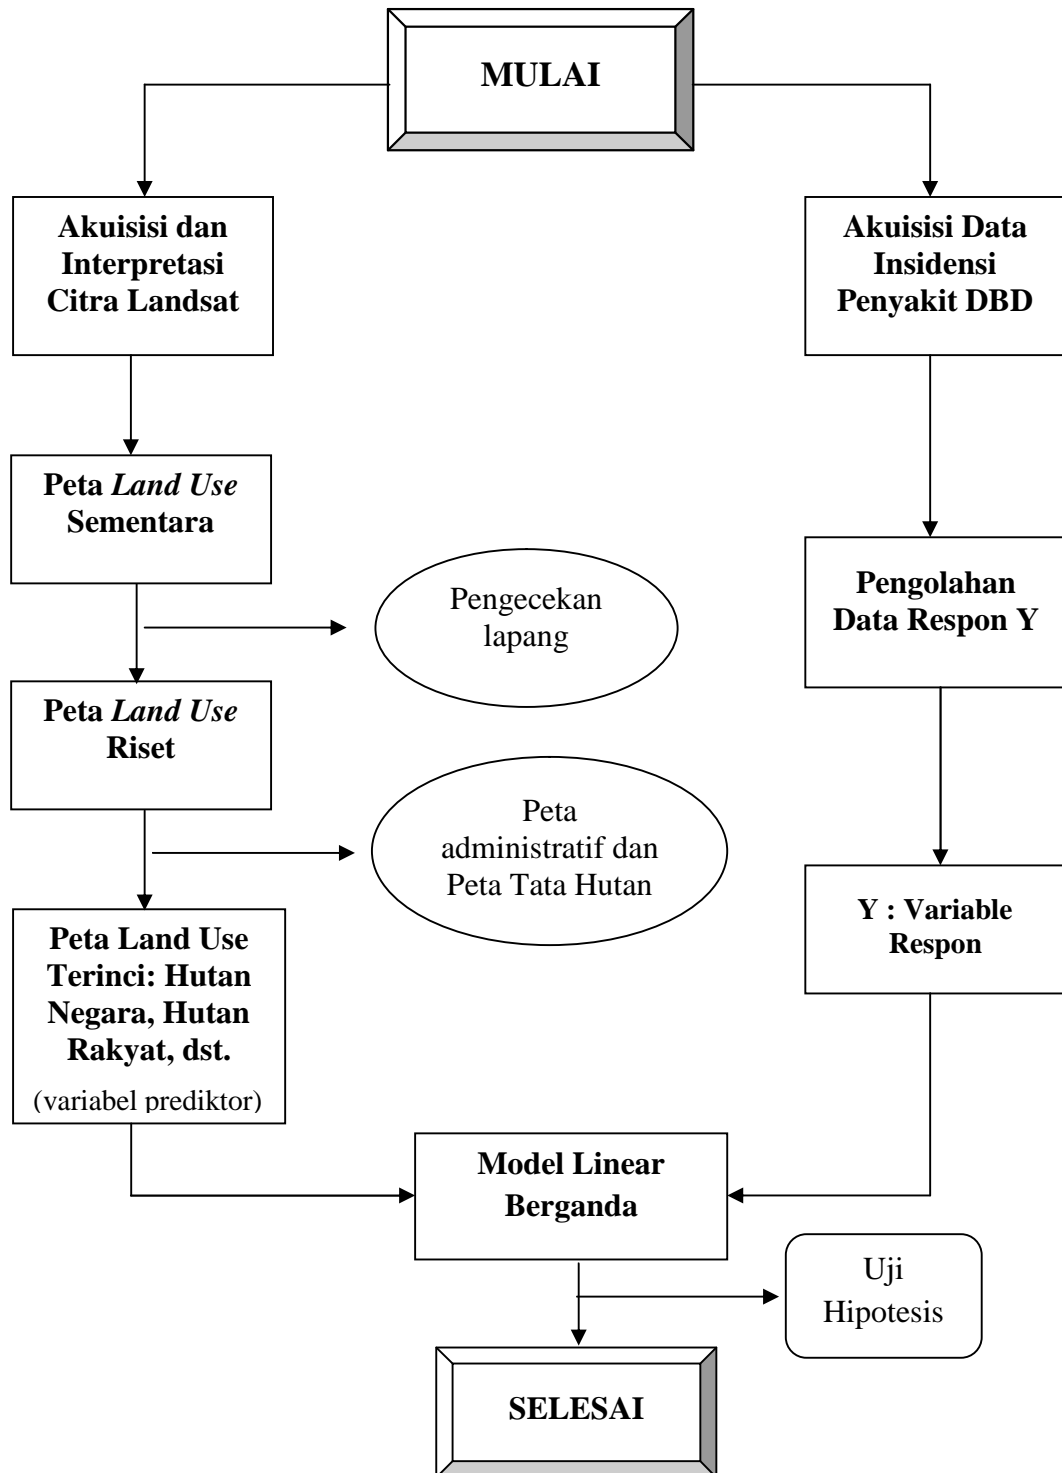 MULAI
Akuisisi dan
Interpretasi
Citra Landsat
Akuisisi Data
Insidensi
Penyakit DBD
Peta Land Use
Sementara
Pengecekan
lapang
Pengolahan
Data Respon Y
Peta Land Use
Riset
Peta
administratif dan
Peta Tata Hutan
Y : Variable
Respon
Peta Land Use
Terinci: Hutan
Negara, Hutan
Rakyat, dst.
(variabel prediktor)
Model Linear
Berganda
Uji
Hipotesis
SELESAI